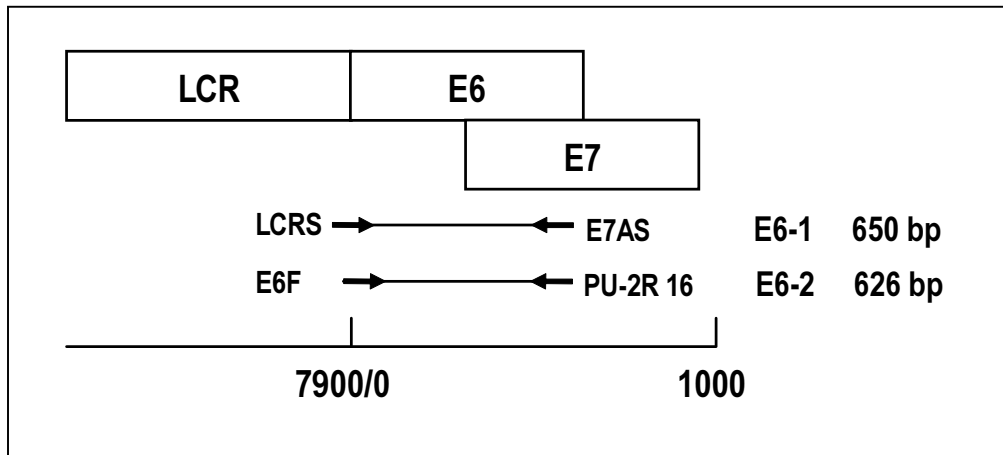 LCR E6
E7
LCRS E7AS E6-1 650 bp
E6F PU-2R 16 E6-2 626 bp
7900/0 1000